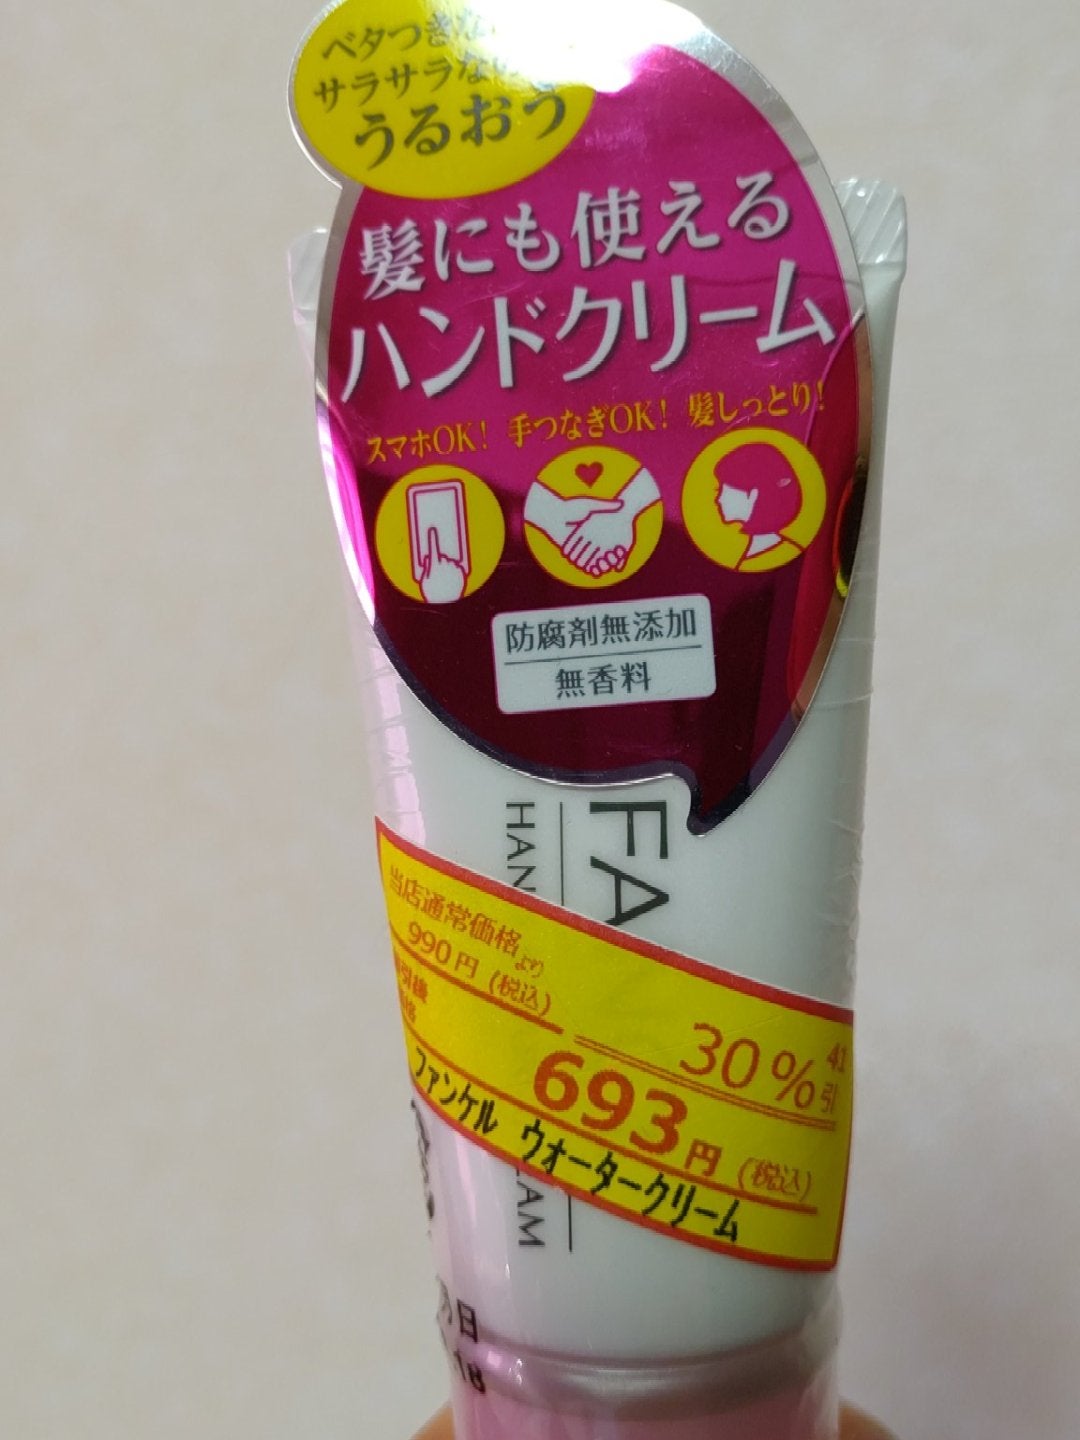 ベタつきな
サラサラなの
うるおう
髪にも使える
ハンドクリーム
スマホOK! 手つなぎOK! 髪しっとり!
防腐剤無添加
無香料
FA
HAN
当店通常価格より
990円 (税込)
30%引
693円 (税込)
ファンケル ウォータークリーム